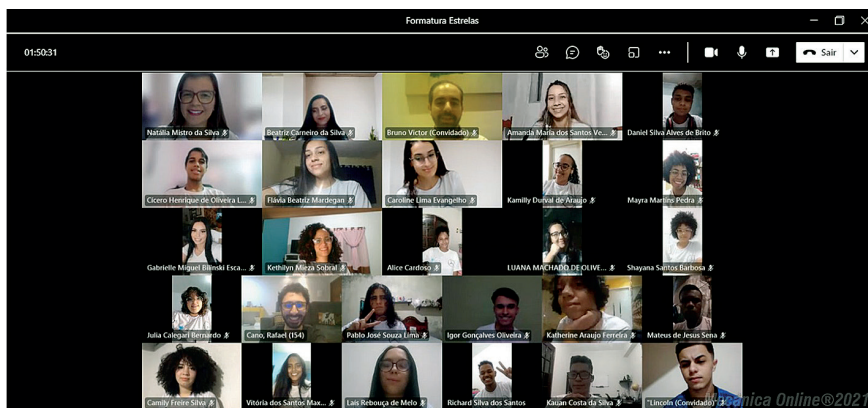 Formatura Estrelas
01:50:31
Sair
Natália Mistro da Silva
Beatriz Carneiro da Silva
Bruno Victor (Convidado)
Amanda Maria dos Santos Ve...
Daniel Silva Alves de Brito
Cícero Henrique de Oliveira L...
Flávia Beatriz Mardegan
Caroline Lima Evangelho
Kamilly Durval de Araujo
Mayra Martins Pedra
Gabrielle Miguel Bilinski Esca...
Kethilyn Mieza Sobral
Alice Cardoso
LUANA MACHADO DE OLIVE...
Shayana Santos Barbosa
Julia Calegari Bernardo
Cano, Rafael (154)
Pablo José Souza Lima
Igor Gonçalves Oliveira
Katherine Araujo Ferreira
Mateus de Jesus Sena
Camily Freire Silva
Vitória dos Santos Max...
Lais Rebouça de Melo
Richard Silva dos Santos
Kauan Costa da Silva
"Lincoln (Convidado)"
Online®202